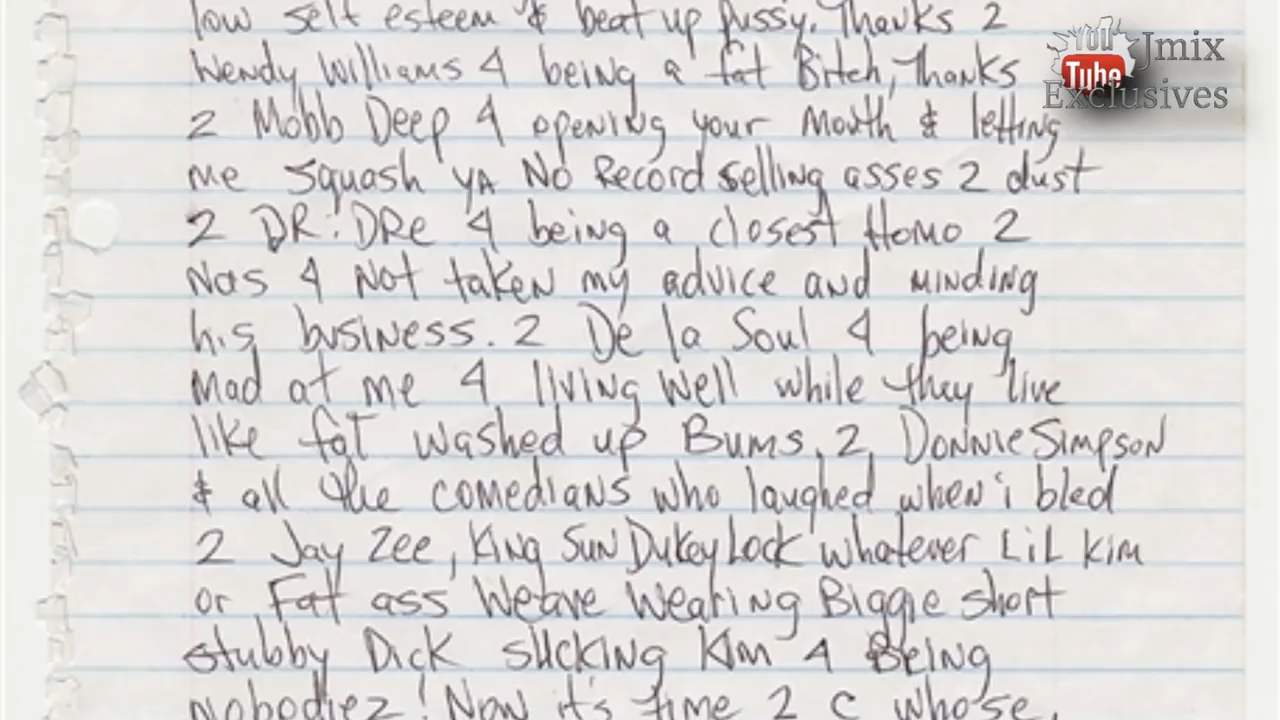 low self esteem & beat up pussy. Thanks 2
Wendy Williams 4 being a fat Bitch, Thanks
2 Mobb Deep 4 opening your mouth & letting
me squash ya No Record selling asses 2 dust
2 DR. DRe 4 being a closest Homo 2
Nas 4 Not taken my advice and minding
his business. 2 De la Soul 4 being
mad at me 4 living well while they live
like fat washed up Bums. 2 Donnie Simpson
& all the comedians who laughed when i bled
2 Jay Zee, King Sun Dukey Lock whatever LiL Kim
or Fat ass Weave Wearing Biggie short
stubby Dick sucking Kim 4 Being
nobodiez! Now it's time 2 C whose
You Tube Jmix
Exclusives